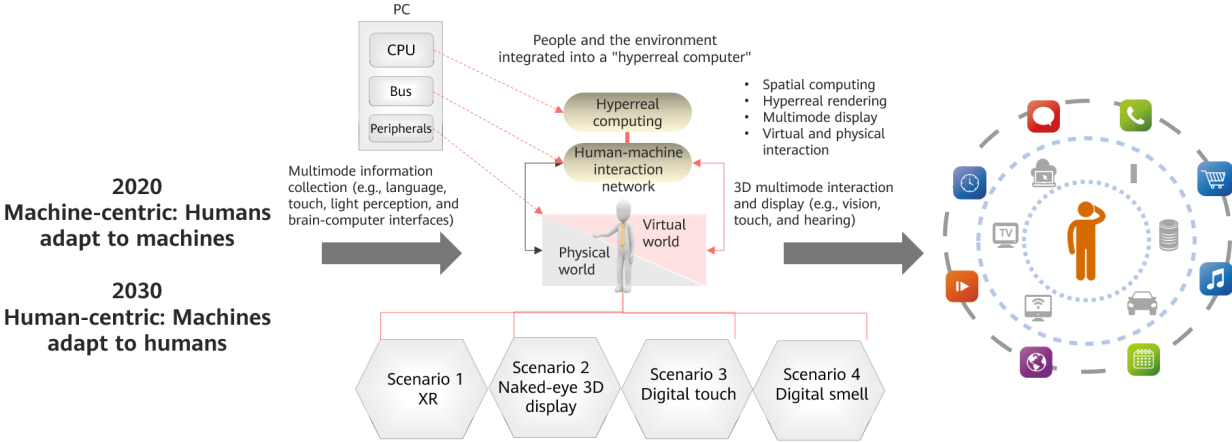 PC
CPU
Bus
Peripherals
People and the environment
integrated into a "hyperreal computer"
Hyperreal
computing
Human-machine
interaction
network
• Spatial computing
• Hyperreal rendering
• Multimode display
• Virtual and physical
interaction
2020
Machine-centric: Humans
adapt to machines
2030
Human-centric: Machines
adapt to humans
Multimode information
collection (e.g., language,
touch, light perception, and
brain-computer interfaces)
Virtual
world
Physical
world
3D multimode interaction
and display (e.g., vision,
touch, and hearing)
TV
Scenario 1
XR
Scenario 2
Naked-eye 3D
display
Scenario 3
Digital touch
Scenario 4
Digital smell